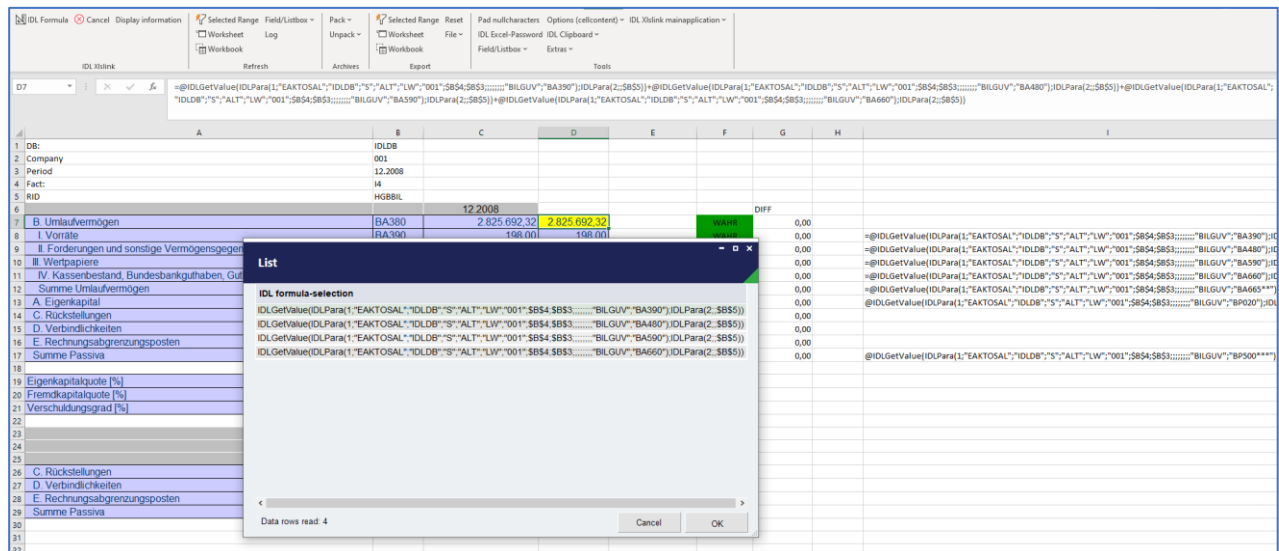 IDL Formula Cancel Display information Selected Range Field/Listbox Pack Selected Range Reset Pad nullcharacters Options (cellcontent) IDL Xlslink mainapplication
Worksheet Log Unpack Worksheet File IDL Excel-Password IDL Clipboard
Workbook Workbook Field/Listbox Extras
IDL Xlslink Refresh Archives Export Tools
D7 fx =@IDLGetValue(IDLPara(1;"EAKTOSAL";"IDLDB";"S";"ALT";"LW";"001";$B$4;$B$3;;;;;;;;"BILGUV";"BA390");IDLPara(2;;$B$5))+@IDLGetValue(IDLPara(1;"EAKTOSAL";"IDLDB";"S";"ALT";"LW";"001";$B$4;$B$3;;;;;;;;"BILGUV";"BA480");IDLPara(2;;$B$5))+@IDLGetValue(IDLPara(1;"EAKTOSAL";
"IDLDB";"S";"ALT";"LW";"001";$B$4;$B$3;;;;;;;;"BILGUV";"BA590");IDLPara(2;;$B$5))+@IDLGetValue(IDLPara(1;"EAKTOSAL";"IDLDB";"S";"ALT";"LW";"001";$B$4;$B$3;;;;;;;;"BILGUV";"BA660");IDLPara(2;;$B$5))
A B C D E F G H I
1 DB: IDLDB
2 Company 001
3 Period 12.2008
4 Fact: I4
5 RID HGBBIL
6 12.2008 DIFF
7 B. Umlaufvermögen BA380 2.825.692,32 2.825.692,32 WAHR 0,00
8 I. Vorräte BA390 198,00 198,00 WAHR 0,00 =@IDLGetValue(IDLPara(1;"EAKTOSAL";"IDLDB";"S";"ALT";"LW";"001";$B$4;$B$3;;;;;;;;"BILGUV";"BA390");ID
9 II. Forderungen und sonstige Vermögensgegen 0,00 =@IDLGetValue(IDLPara(1;"EAKTOSAL";"IDLDB";"S";"ALT";"LW";"001";$B$4;$B$3;;;;;;;;"BILGUV";"BA480");ID
10 III. Wertpapiere 0,00 =@IDLGetValue(IDLPara(1;"EAKTOSAL";"IDLDB";"S";"ALT";"LW";"001";$B$4;$B$3;;;;;;;;"BILGUV";"BA590");ID
11 IV. Kassenbestand, Bundesbankguthaben, Gut 0,00 =@IDLGetValue(IDLPara(1;"EAKTOSAL";"IDLDB";"S";"ALT";"LW";"001";$B$4;$B$3;;;;;;;;"BILGUV";"BA660");ID
12 Summe Umlaufvermögen 0,00 =@IDLGetValue(IDLPara(1;"EAKTOSAL";"IDLDB";"S";"ALT";"LW";"001";$B$4;$B$3;;;;;;;;"BILGUV";"BA665**")
13 A. Eigenkapital 0,00 @IDLGetValue(IDLPara(1;"EAKTOSAL";"IDLDB";"S";"ALT";"LW";"001";$B$4;$B$3;;;;;;;;"BILGUV";"BP020");IDL
14 C. Rückstellungen 0,00
15 D. Verbindlichkeiten 0,00
16 E. Rechnungsabgrenzungsposten 0,00
17 Summe Passiva 0,00 @IDLGetValue(IDLPara(1;"EAKTOSAL";"IDLDB";"S";"ALT";"LW";"001";$B$4;$B$3;;;;;;;;"BILGUV";"BP500***")
18
19 Eigenkapitalquote [%]
20 Fremdkapitalquote [%]
21 Verschuldungsgrad [%]
22
23
24
25
26 C. Rückstellungen
27 D. Verbindlichkeiten
28 E. Rechnungsabgrenzungsposten
29 Summe Passiva
30
31
32
List
IDL formula-selection
IDLGetValue(IDLPara(1;"EAKTOSAL";"IDLDB";"S";"ALT";"LW";"001";$B$4;$B$3;;;;;;;;"BILGUV";"BA390");IDLPara(2;;$B$5))
IDLGetValue(IDLPara(1;"EAKTOSAL";"IDLDB";"S";"ALT";"LW";"001";$B$4;$B$3;;;;;;;;"BILGUV";"BA480");IDLPara(2;;$B$5))
IDLGetValue(IDLPara(1;"EAKTOSAL";"IDLDB";"S";"ALT";"LW";"001";$B$4;$B$3;;;;;;;;"BILGUV";"BA590");IDLPara(2;;$B$5))
IDLGetValue(IDLPara(1;"EAKTOSAL";"IDLDB";"S";"ALT";"LW";"001";$B$4;$B$3;;;;;;;;"BILGUV";"BA660");IDLPara(2;;$B$5))
Data rows read: 4
Cancel OK